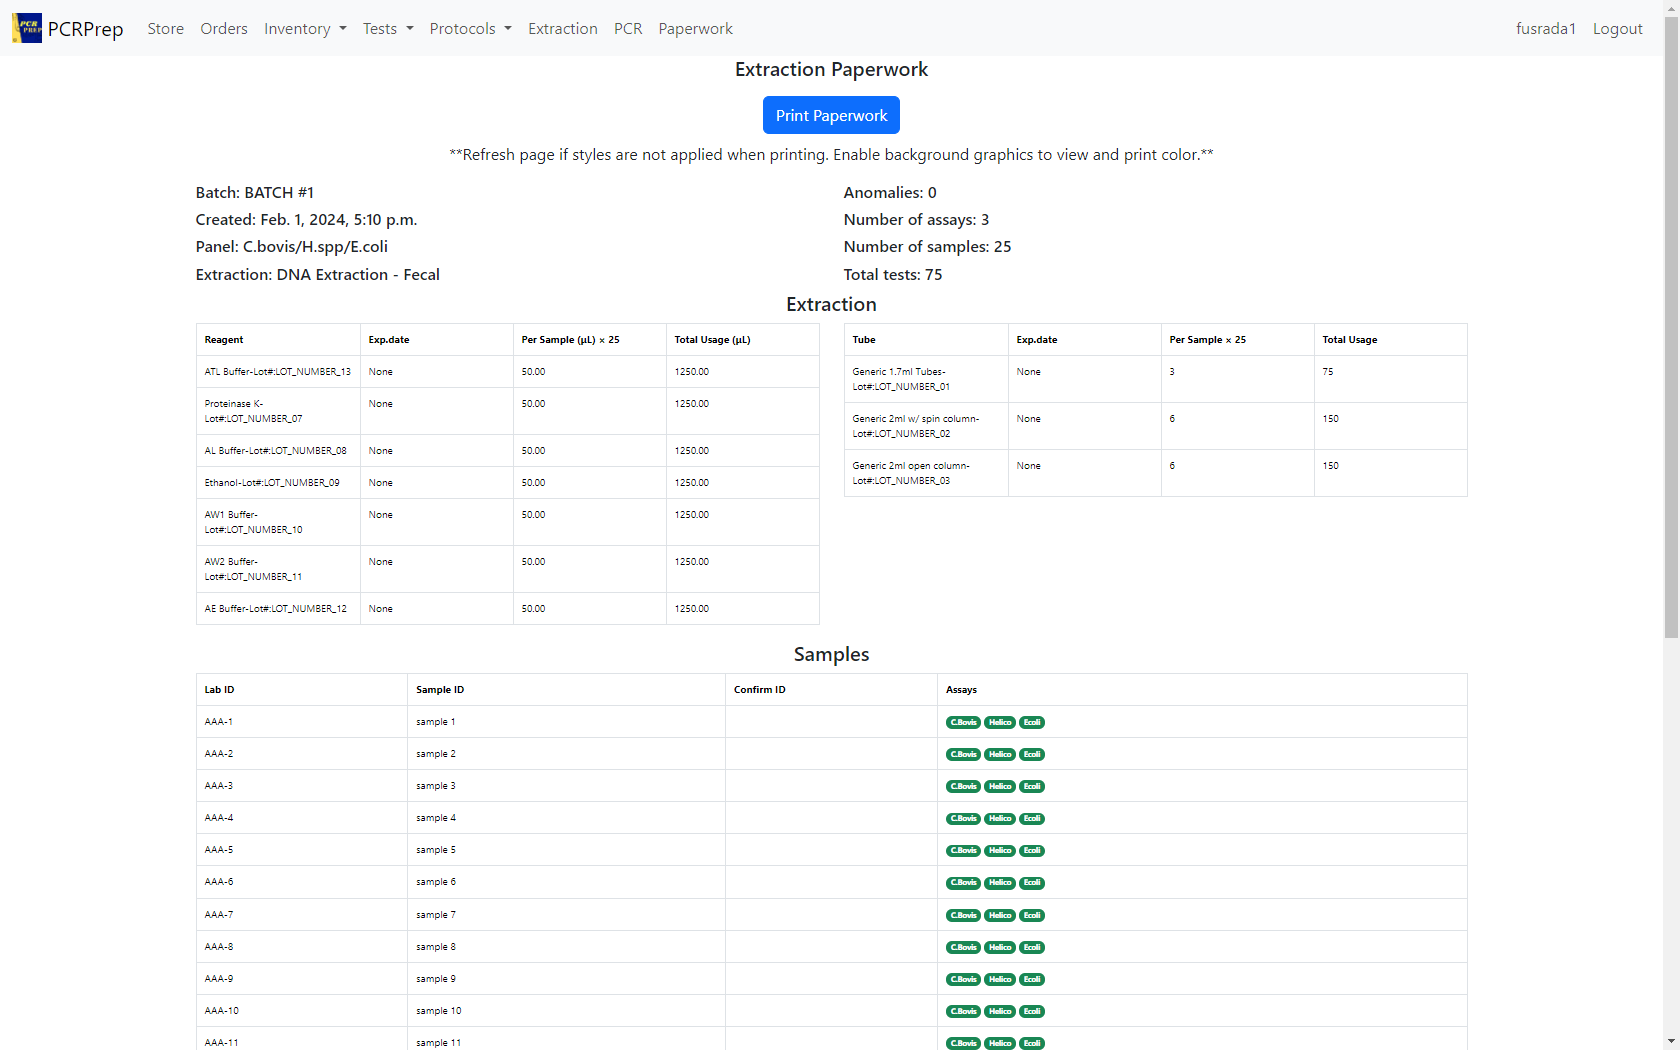 PCR PREP
PCRPrep Store Orders Inventory Tests Protocols Extraction PCR Paperwork fusrada1 Logout
Extraction Paperwork
Print Paperwork
**Refresh page if styles are not applied when printing. Enable background graphics to view and print color.**
Batch: BATCH #1
Created: Feb. 1, 2024, 5:10 p.m.
Panel: C.bovis/H.spp/E.coli
Extraction: DNA Extraction - Fecal
Anomalies: 0
Number of assays: 3
Number of samples: 25
Total tests: 75
Extraction
Reagent Exp.date Per Sample (µL) × 25 Total Usage (µL)
ATL Buffer-Lot#:LOT_NUMBER_13 None 50.00 1250.00
Proteinase K- None 50.00 1250.00
Lot#:LOT_NUMBER_07
AL Buffer-Lot#:LOT_NUMBER_08 None 50.00 1250.00
Ethanol-Lot#:LOT_NUMBER_09 None 50.00 1250.00
AW1 Buffer- None 50.00 1250.00
Lot#:LOT_NUMBER_10
AW2 Buffer- None 50.00 1250.00
Lot#:LOT_NUMBER_11
AE Buffer-Lot#:LOT_NUMBER_12 None 50.00 1250.00
Tube Exp.date Per Sample × 25 Total Usage
Generic 1.7ml Tubes- None 3 75
Lot#:LOT_NUMBER_01
Generic 2ml w/ spin column- None 6 150
Lot#:LOT_NUMBER_02
Generic 2ml open column- None 6 150
Lot#:LOT_NUMBER_03
Samples
Lab ID Sample ID Confirm ID Assays
AAA-1 sample 1 C.Bovis Helico Ecoli
AAA-2 sample 2 C.Bovis Helico Ecoli
AAA-3 sample 3 C.Bovis Helico Ecoli
AAA-4 sample 4 C.Bovis Helico Ecoli
AAA-5 sample 5 C.Bovis Helico Ecoli
AAA-6 sample 6 C.Bovis Helico Ecoli
AAA-7 sample 7 C.Bovis Helico Ecoli
AAA-8 sample 8 C.Bovis Helico Ecoli
AAA-9 sample 9 C.Bovis Helico Ecoli
AAA-10 sample 10 C.Bovis Helico Ecoli
AAA-11 sample 11 C.Bovis Helico Ecoli